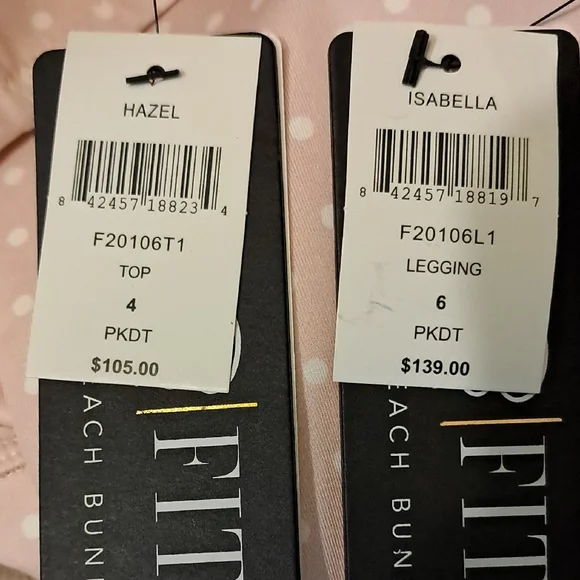 HAZEL
8 42457 18823 4
F20106T1
TOP
4
PKDT
$105.00
ISABELLA
8 42457 18819 7
F20106L1
LEGGING
6
PKDT
$139.00
FIT
EACH BUN
FIT
EACH BUN